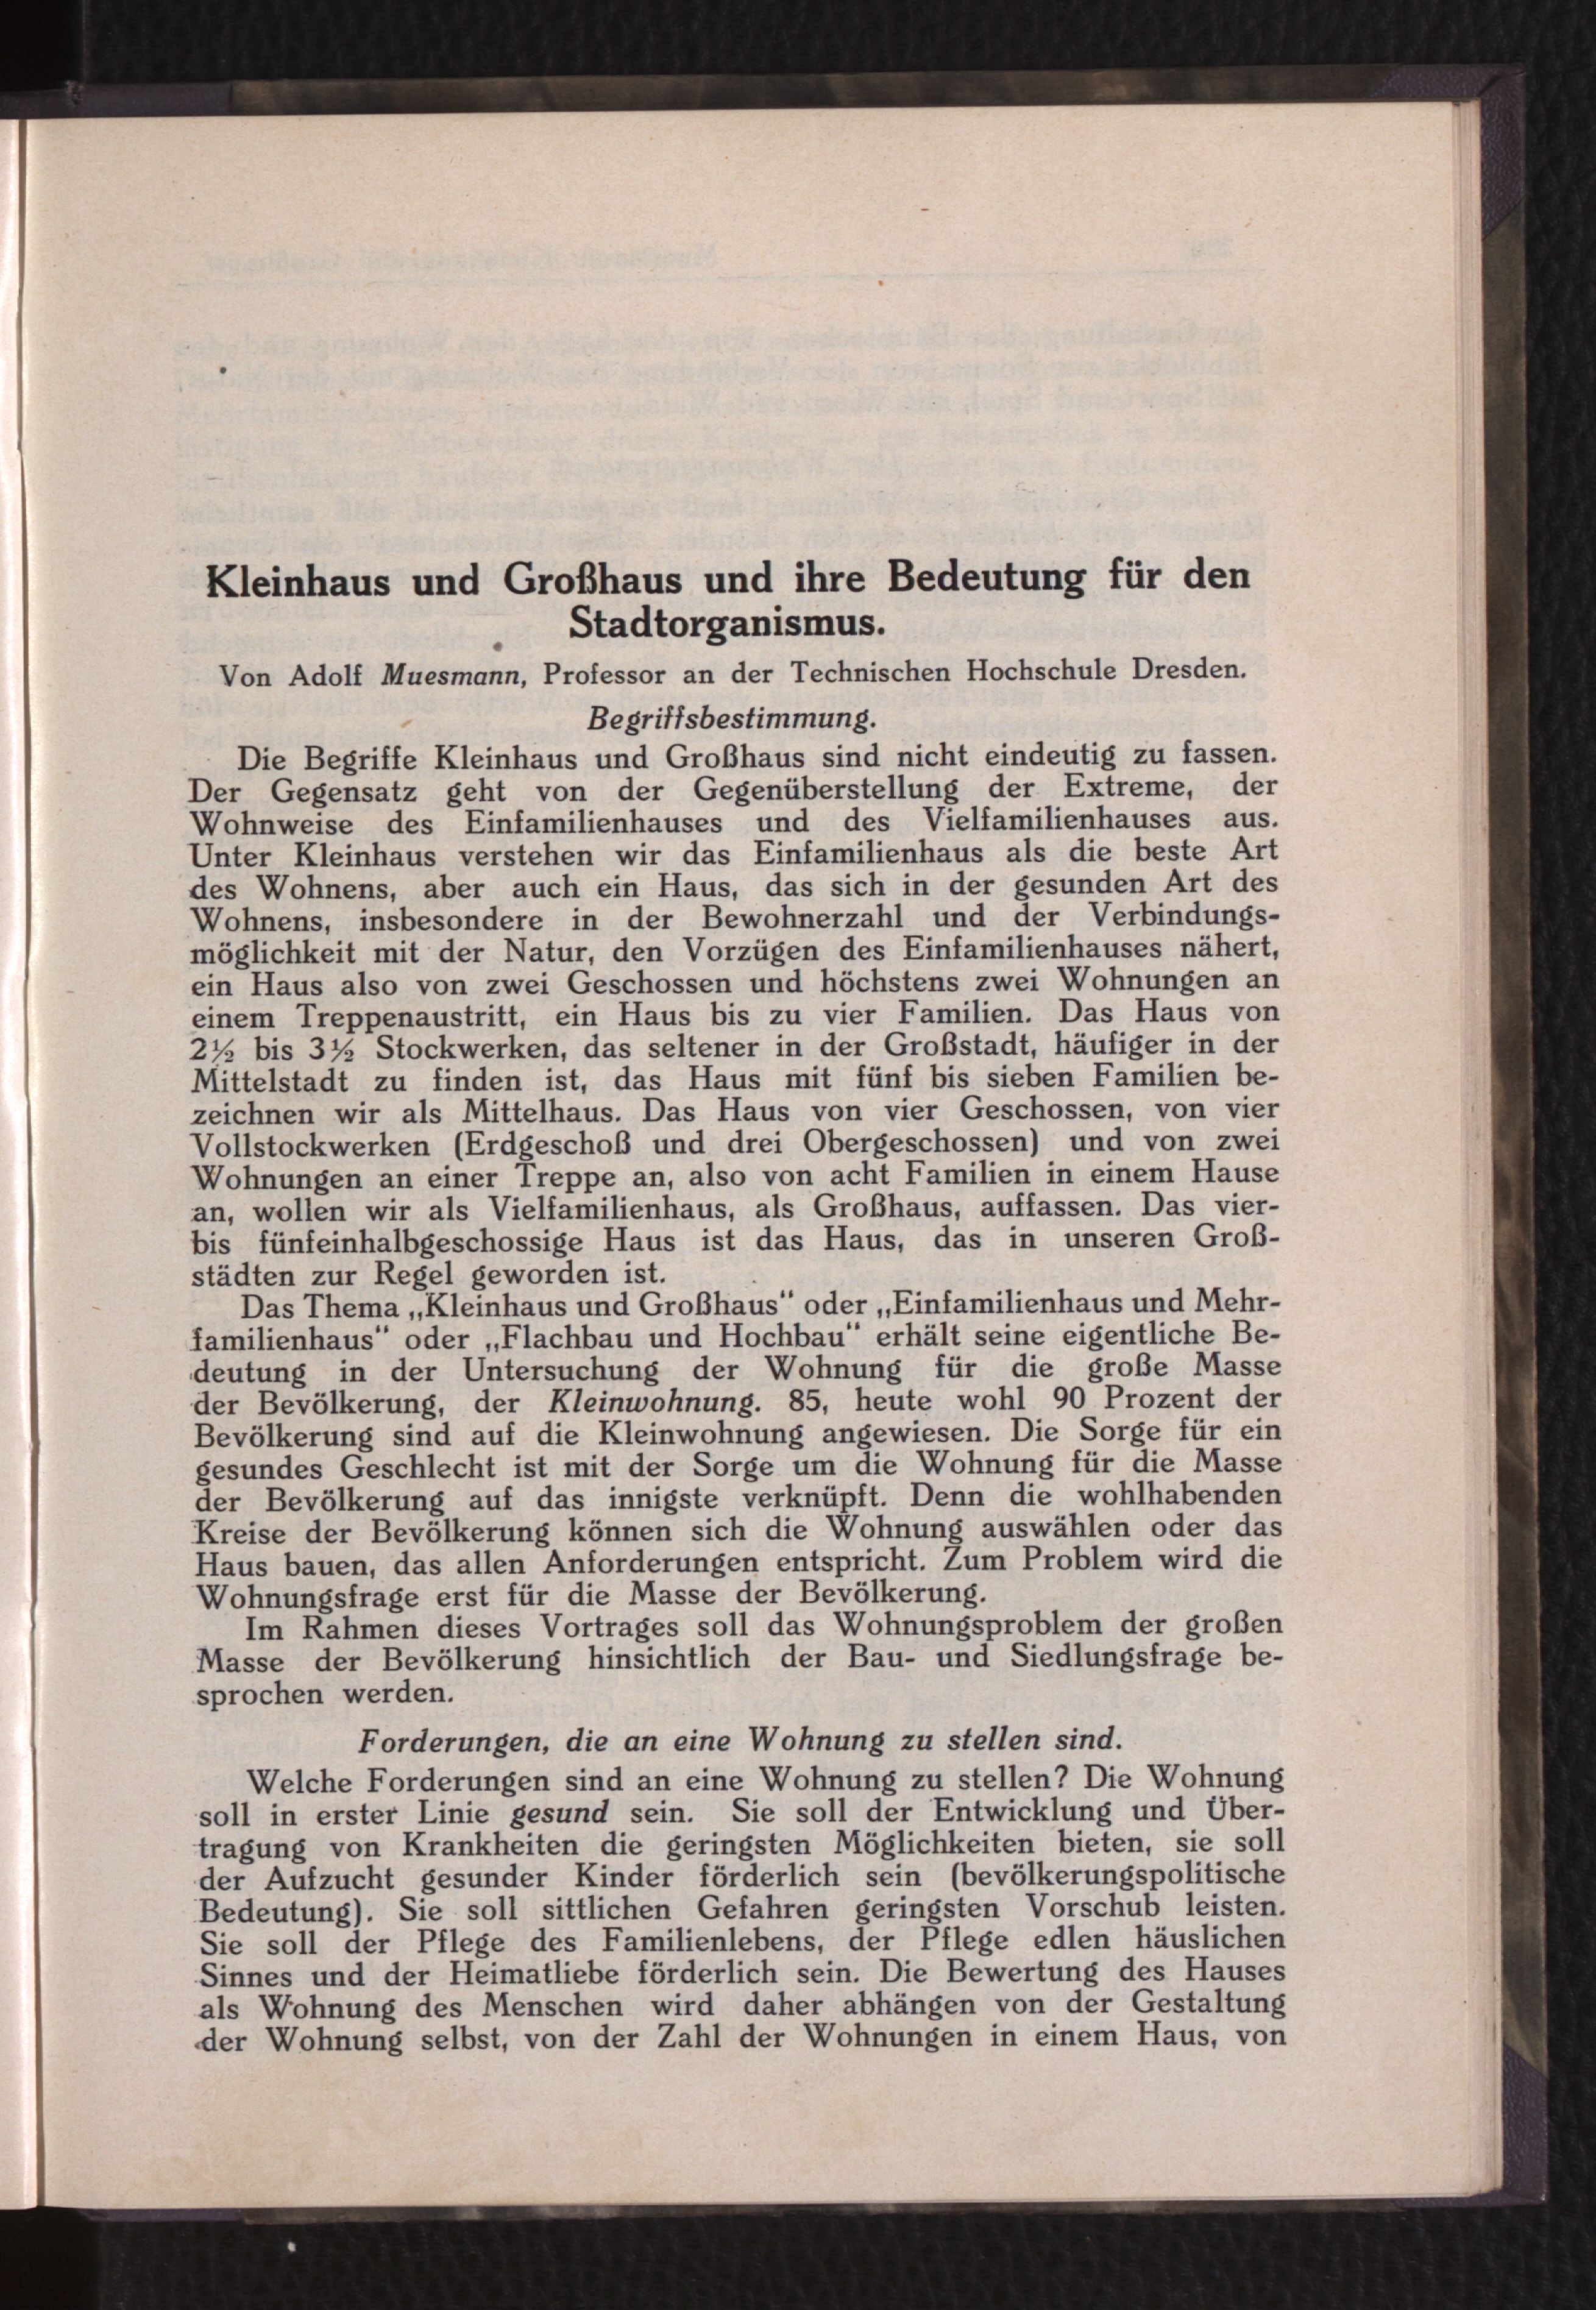 Kleinhaus und Großhaus und ihre Bedeutung für den
Stadtorganismus.
Von Adolf Muesmann, Professor an der Technischen Hochschule Dresden.
Begriffsbestimmung.
Die Begriffe Kleinhaus und Großhaus sind nicht eindeutig zu fassen.
Der Gegensatz geht von der Gegenüberstellung der Extreme, der
Wohnweise des Einfamilienhauses und des Vielfamilienhauses aus.
Unter Kleinhaus verstehen wir das Einfamilienhaus als die beste Art
des Wohnens, aber auch ein Haus, das sich in der gesunden Art des
Wohnens, insbesondere in der Bewohnerzahl und der Verbindungs-
möglichkeit mit der Natur, den Vorzügen des Einfamilienhauses nähert,
ein Haus also von zwei Geschossen und höchstens zwei Wohnungen an
einem Treppenaustritt, ein Haus bis zu vier Familien. Das Haus von
2½ bis 3½ Stockwerken, das seltener in der Großstadt, häufiger in der
Mittelstadt zu finden ist, das Haus mit fünf bis sieben Familien be-
zeichnen wir als Mittelhaus. Das Haus von vier Geschossen, von vier
Vollstockwerken (Erdgeschoß und drei Obergeschossen) und von zwei
Wohnungen an einer Treppe an, also von acht Familien in einem Hause
an, wollen wir als Vielfamilienhaus, als Großhaus, auffassen. Das vier-
bis fünfeinhalbgeschossige Haus ist das Haus, das in unseren Groß-
städten zur Regel geworden ist.
Das Thema „Kleinhaus und Großhaus“ oder „Einfamilienhaus und Mehr-
familienhaus“ oder „Flachbau und Hochbau“ erhält seine eigentliche Be-
deutung in der Untersuchung der Wohnung für die große Masse
der Bevölkerung, der Kleinwohnung. 85, heute wohl 90 Prozent der
Bevölkerung sind auf die Kleinwohnung angewiesen. Die Sorge für ein
gesundes Geschlecht ist mit der Sorge um die Wohnung für die Masse
der Bevölkerung auf das innigste verknüpft. Denn die wohlhabenden
Kreise der Bevölkerung können sich die Wohnung auswählen oder das
Haus bauen, das allen Anforderungen entspricht. Zum Problem wird die
Wohnungsfrage erst für die Masse der Bevölkerung.
Im Rahmen dieses Vortrages soll das Wohnungsproblem der großen
Masse der Bevölkerung hinsichtlich der Bau- und Siedlungsfrage be-
sprochen werden.
Forderungen, die an eine Wohnung zu stellen sind.
Welche Forderungen sind an eine Wohnung zu stellen? Die Wohnung
soll in erster Linie gesund sein. Sie soll der Entwicklung und Über-
tragung von Krankheiten die geringsten Möglichkeiten bieten, sie soll
der Aufzucht gesunder Kinder förderlich sein (bevölkerungspolitische
Bedeutung). Sie soll sittlichen Gefahren geringsten Vorschub leisten.
Sie soll der Pflege des Familienlebens, der Pflege edlen häuslichen
Sinnes und der Heimatliebe förderlich sein. Die Bewertung des Hauses
als Wohnung des Menschen wird daher abhängen von der Gestaltung
der Wohnung selbst, von der Zahl der Wohnungen in einem Haus, von